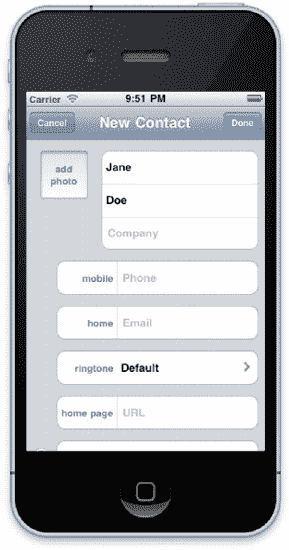 Carrier 9:51 PM
Cancel New Contact Done
add
photo
Jane
Doe
Company
mobile Phone
home Email
ringtone Default
home page URL